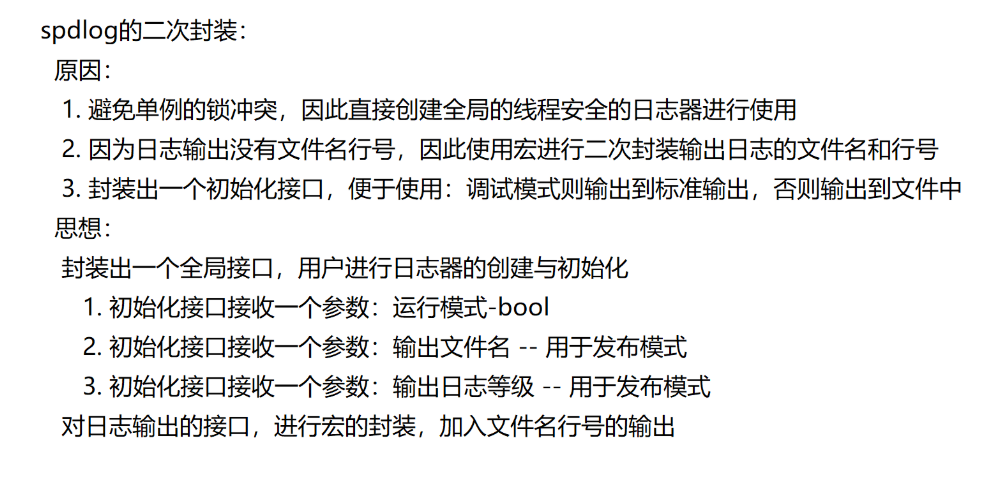 spdlog的二次封装：
原因：
1. 避免单例的锁冲突，因此直接创建全局的线程安全的日志器进行使用
2. 因为日志输出没有文件名行号，因此使用宏进行二次封装输出日志的文件名和行号
3. 封装出一个初始化接口，便于使用：调试模式则输出到标准输出，否则输出到文件中
思想：
封装出一个全局接口，用户进行日志器的创建与初始化
1. 初始化接口接收一个参数：运行模式-bool
2. 初始化接口接收一个参数：输出文件名 -- 用于发布模式
3. 初始化接口接收一个参数：输出日志等级 -- 用于发布模式
对日志输出的接口，进行宏的封装，加入文件名行号的输出